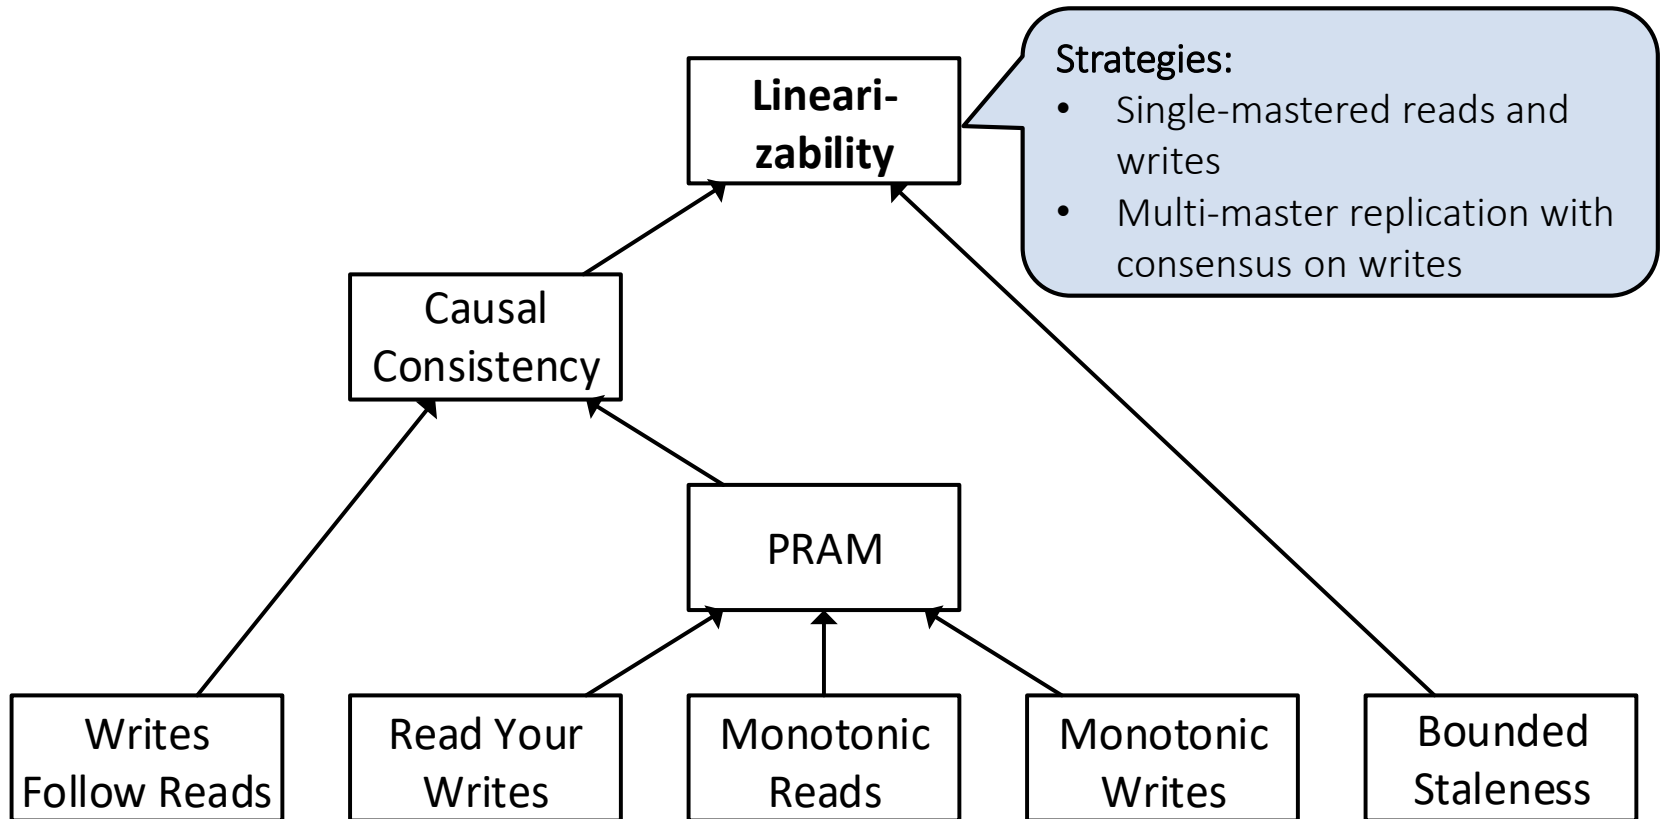 Lineari-
zability
Strategies:
• Single-mastered reads and
writes
• Multi-master replication with
consensus on writes
Causal
Consistency
PRAM
Writes
Follow Reads
Read Your
Writes
Monotonic
Reads
Monotonic
Writes
Bounded
Staleness